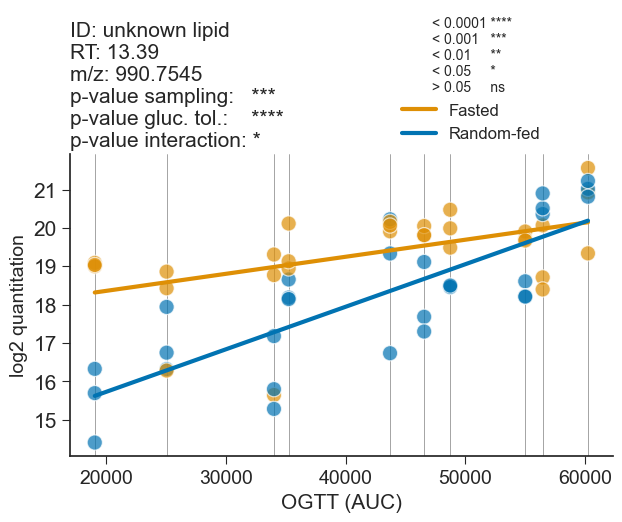 ID: unknown lipid
RT: 13.39
m/z: 990.7545
p-value sampling: ***
p-value gluc. tol.: ****
p-value interaction: *
< 0.0001 ****
< 0.001 ***
< 0.01 **
< 0.05 *
> 0.05 ns
Fasted
Random-fed
log2 quantitation
21
20
19
18
17
16
15
20000 30000 40000 50000 60000
OGTT (AUC)